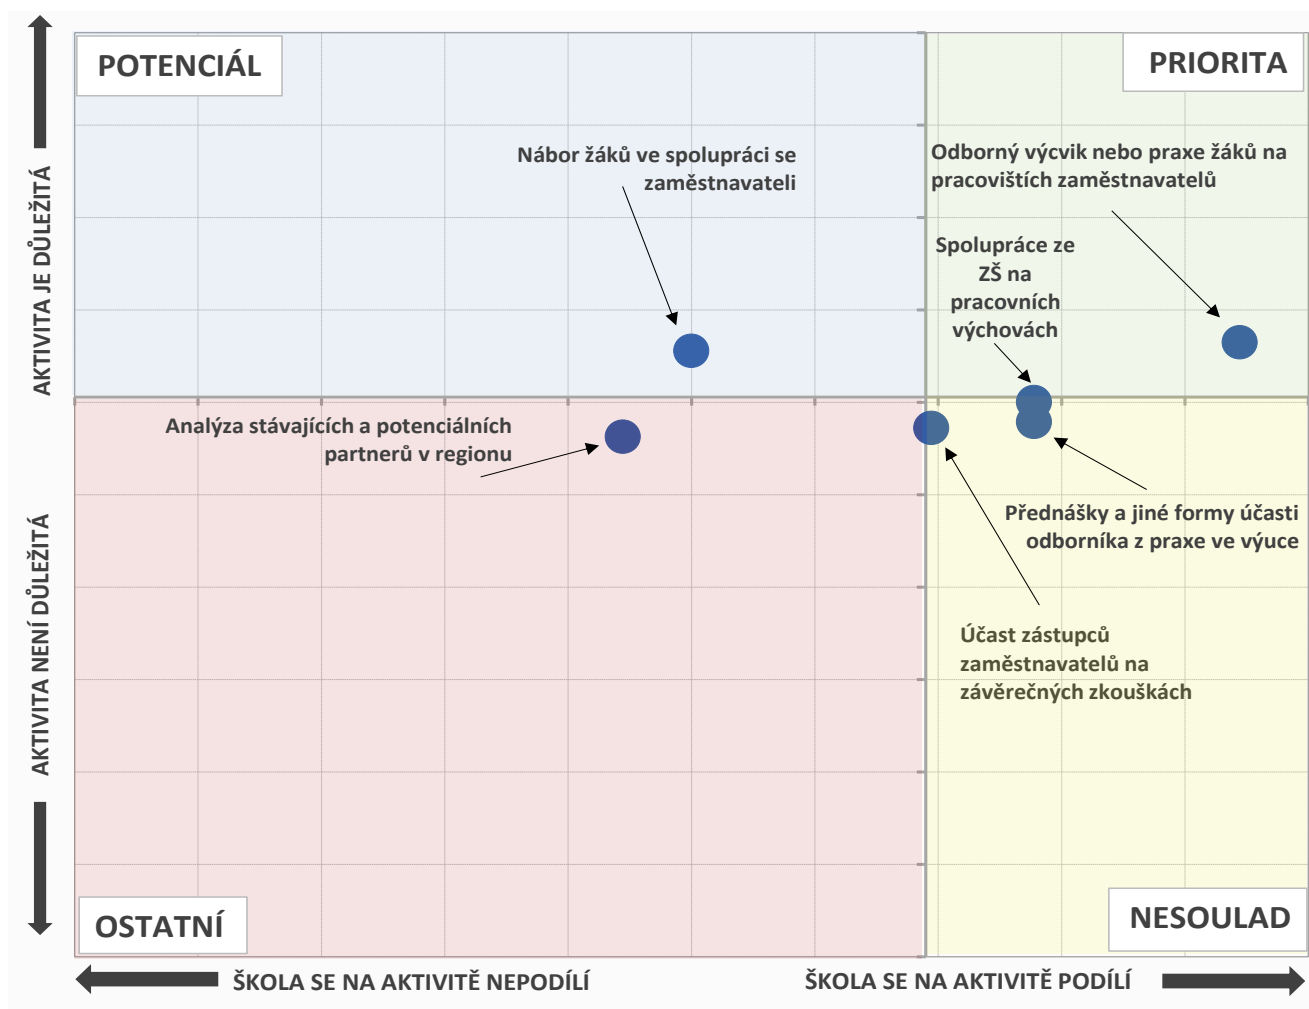 POTENCIÁL
PRIORITA
Nábor žáků ve spolupráci se
zaměstnavateli
Odborný výcvik nebo praxe žáků na
pracovištích zaměstnavatelů
Spolupráce ze
ZŠ na
pracovních
výchovách
AKTIVITA JE DŮLEŽITÁ
Analýza stávajících a potenciálních
partnerů v regionu
Přednášky a jiné formy účasti
odborníka z praxe ve výuce
AKTIVITA NENÍ DŮLEŽITÁ
Účast zástupců
zaměstnavatelů na
závěrečných zkouškách
OSTATNÍ
NESOULAD
ŠKOLA SE NA AKTIVITĚ NEPODÍLÍ
ŠKOLA SE NA AKTIVITĚ PODÍLÍ